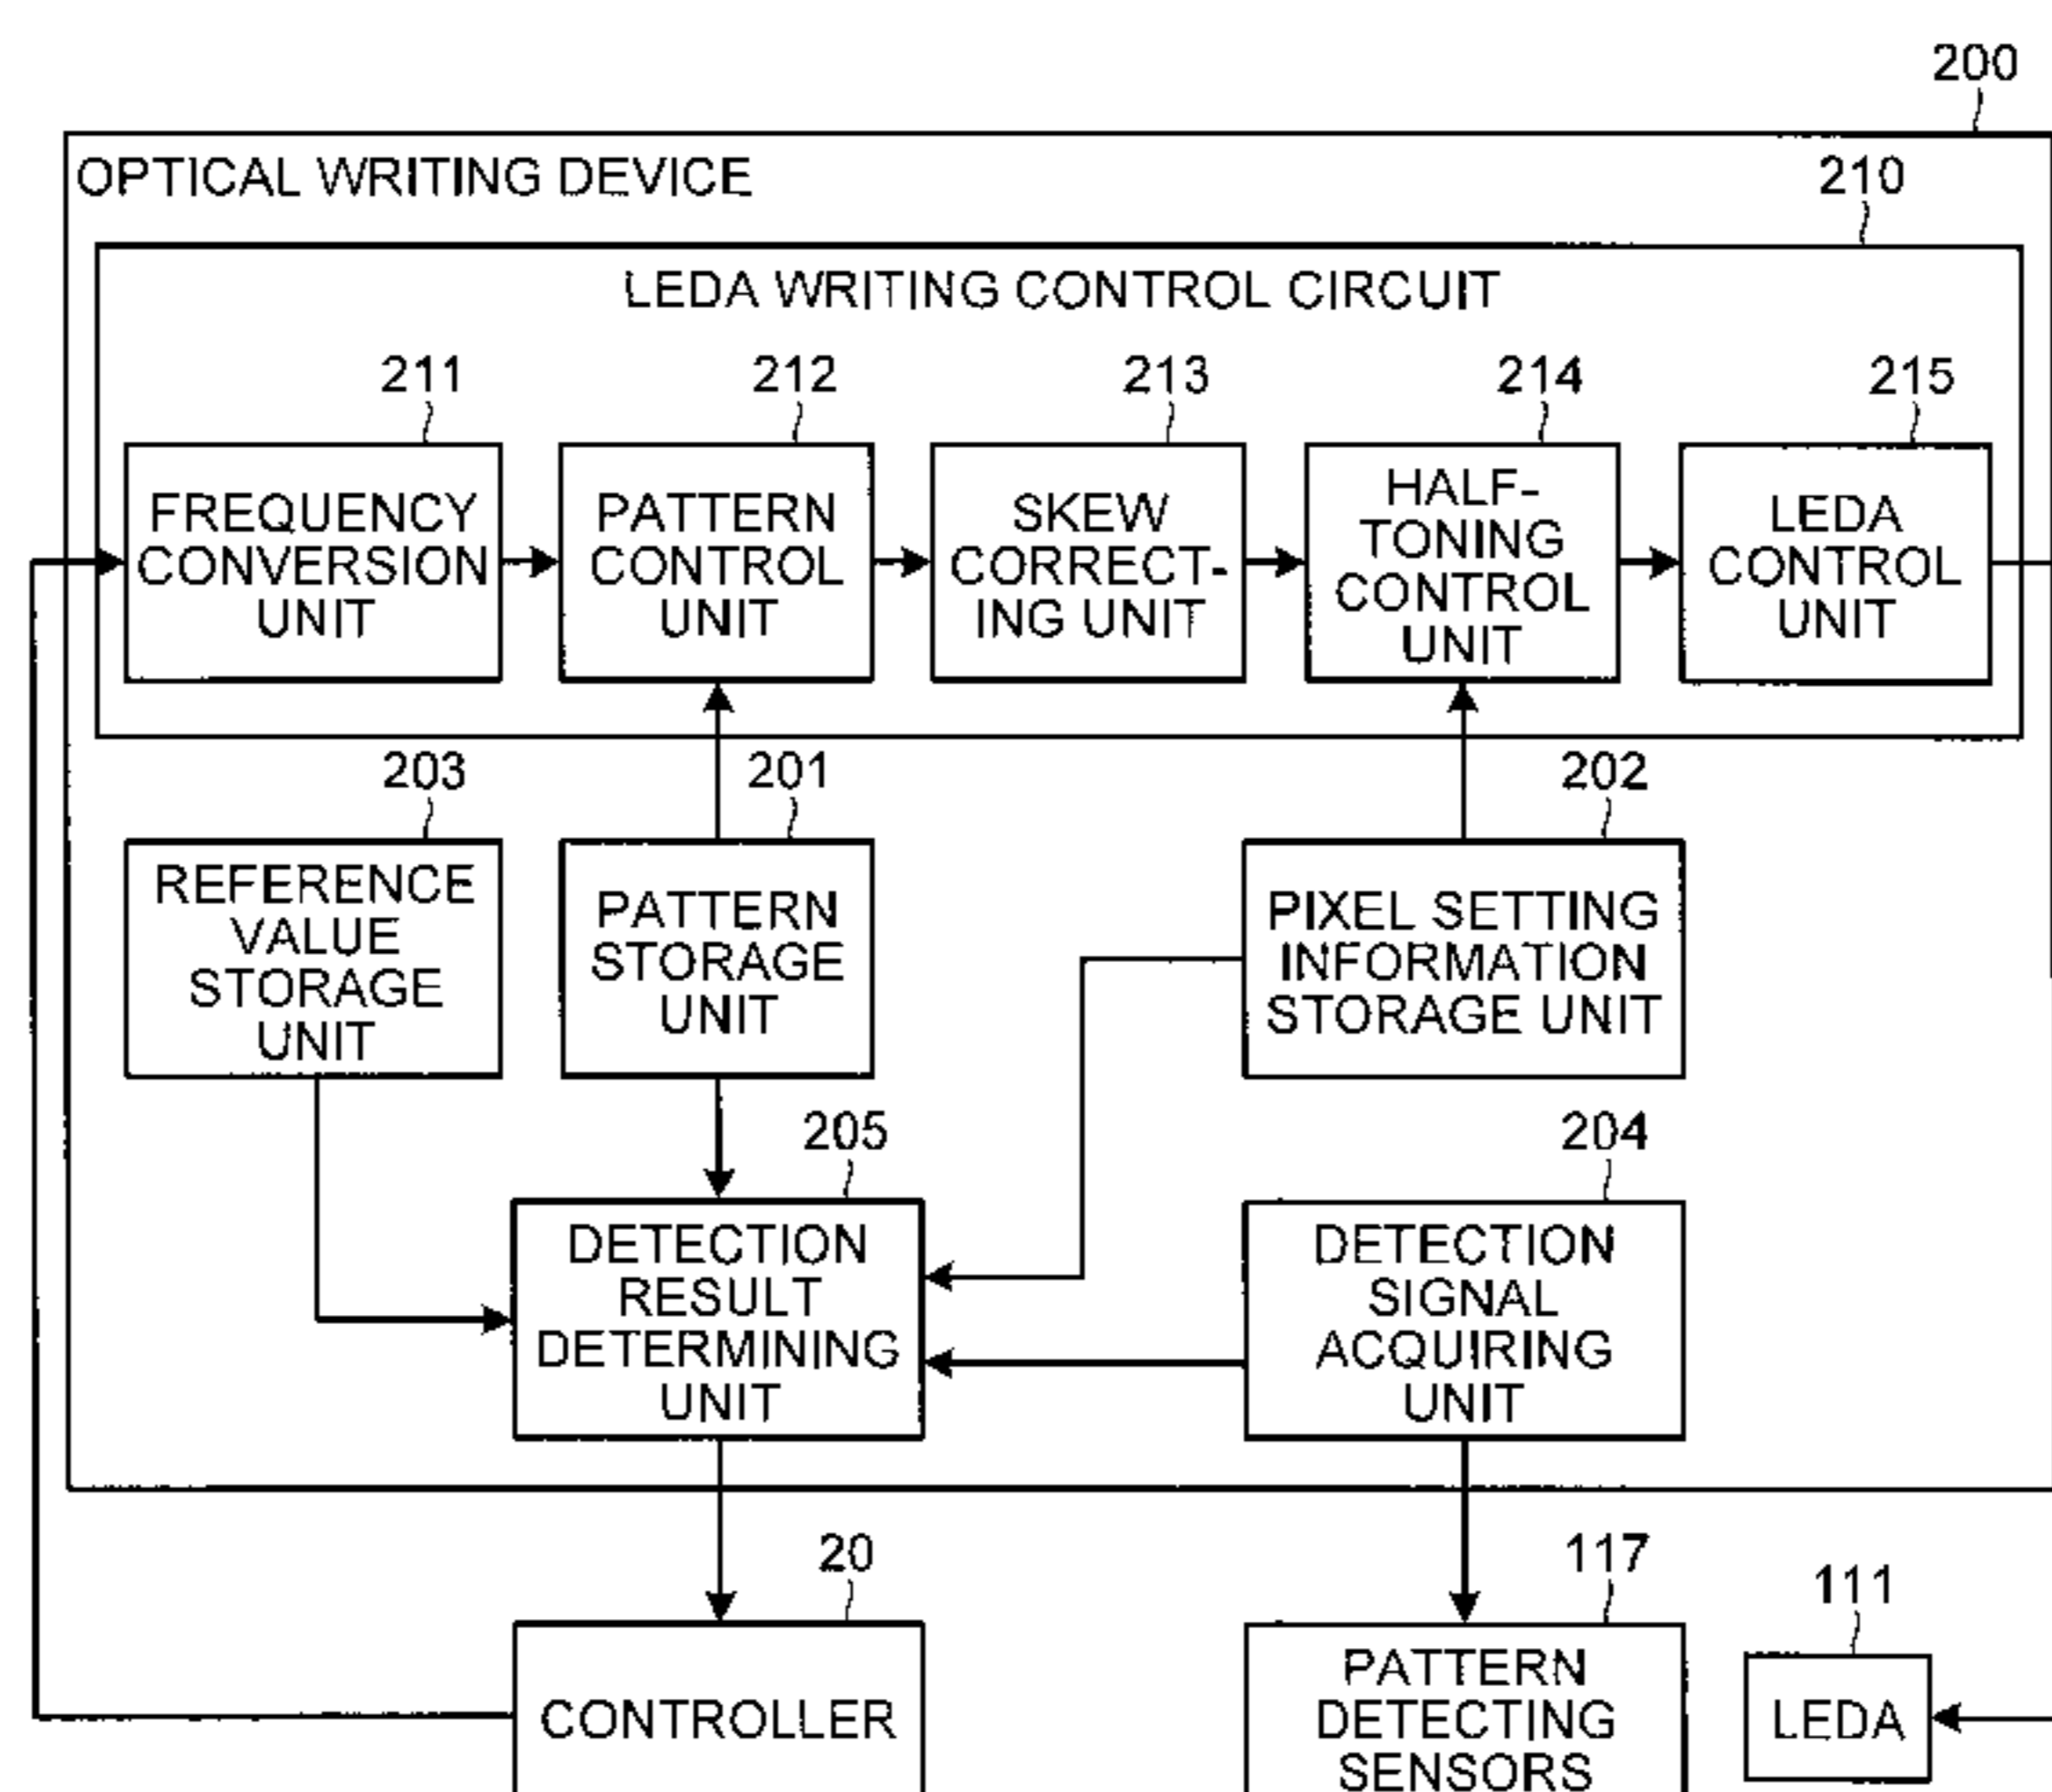 200
OPTICAL WRITING DEVICE
210
LEDA WRITING CONTROL CIRCUIT
211
212
213
214
215
FREQUENCY
CONVERSION
UNIT
PATTERN
CONTROL
UNIT
SKEW
CORRECT-
ING UNIT
HALF-
TONING
CONTROL
UNIT
LEDA
CONTROL
UNIT
203
201
202
REFERENCE
VALUE
STORAGE
UNIT
PATTERN
STORAGE
UNIT
PIXEL SETTING
INFORMATION
STORAGE UNIT
205
204
DETECTION
RESULT
DETERMINING
UNIT
DETECTION
SIGNAL
ACQUIRING
UNIT
20
117
111
CONTROLLER
PATTERN
DETECTING
SENSORS
LEDA